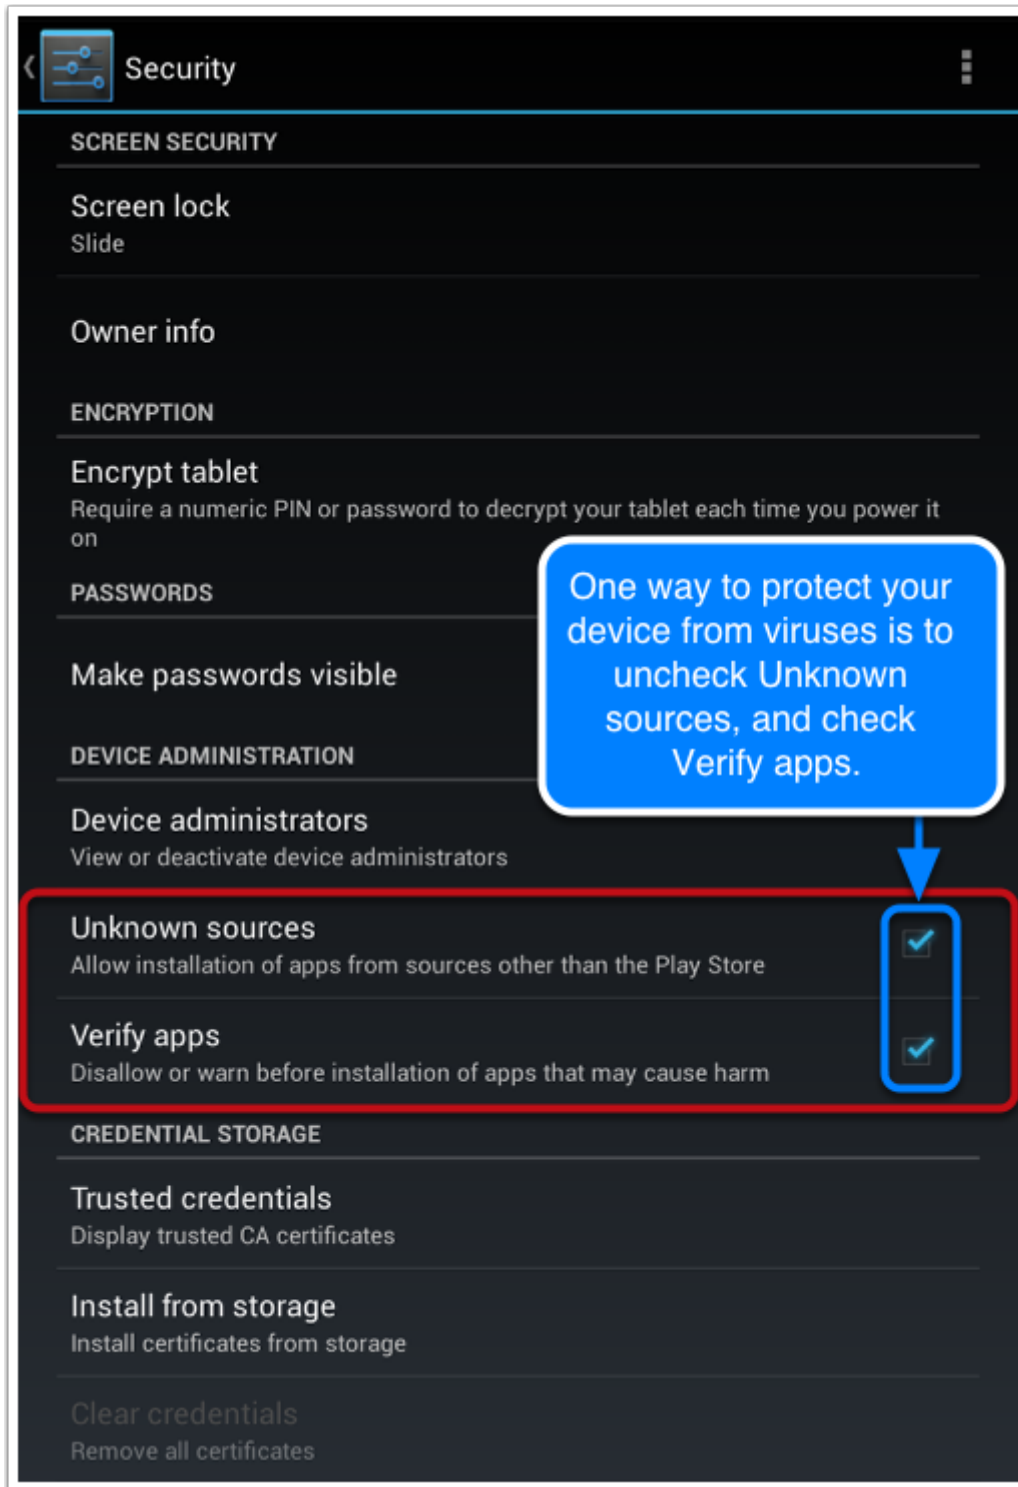 Security
SCREEN SECURITY
Screen lock
Slide
Owner info
ENCRYPTION
Encrypt tablet
Require a numeric PIN or password to decrypt your tablet each time you power it
on
PASSWORDS
Make passwords visible
One way to protect your
device from viruses is to
uncheck Unknown
sources, and check
Verify apps.
DEVICE ADMINISTRATION
Device administrators
View or deactivate device administrators
Unknown sources
Allow installation of apps from sources other than the Play Store
Verify apps
Disallow or warn before installation of apps that may cause harm
CREDENTIAL STORAGE
Trusted credentials
Display trusted CA certificates
Install from storage
Install certificates from storage
Clear credentials
Remove all certificates